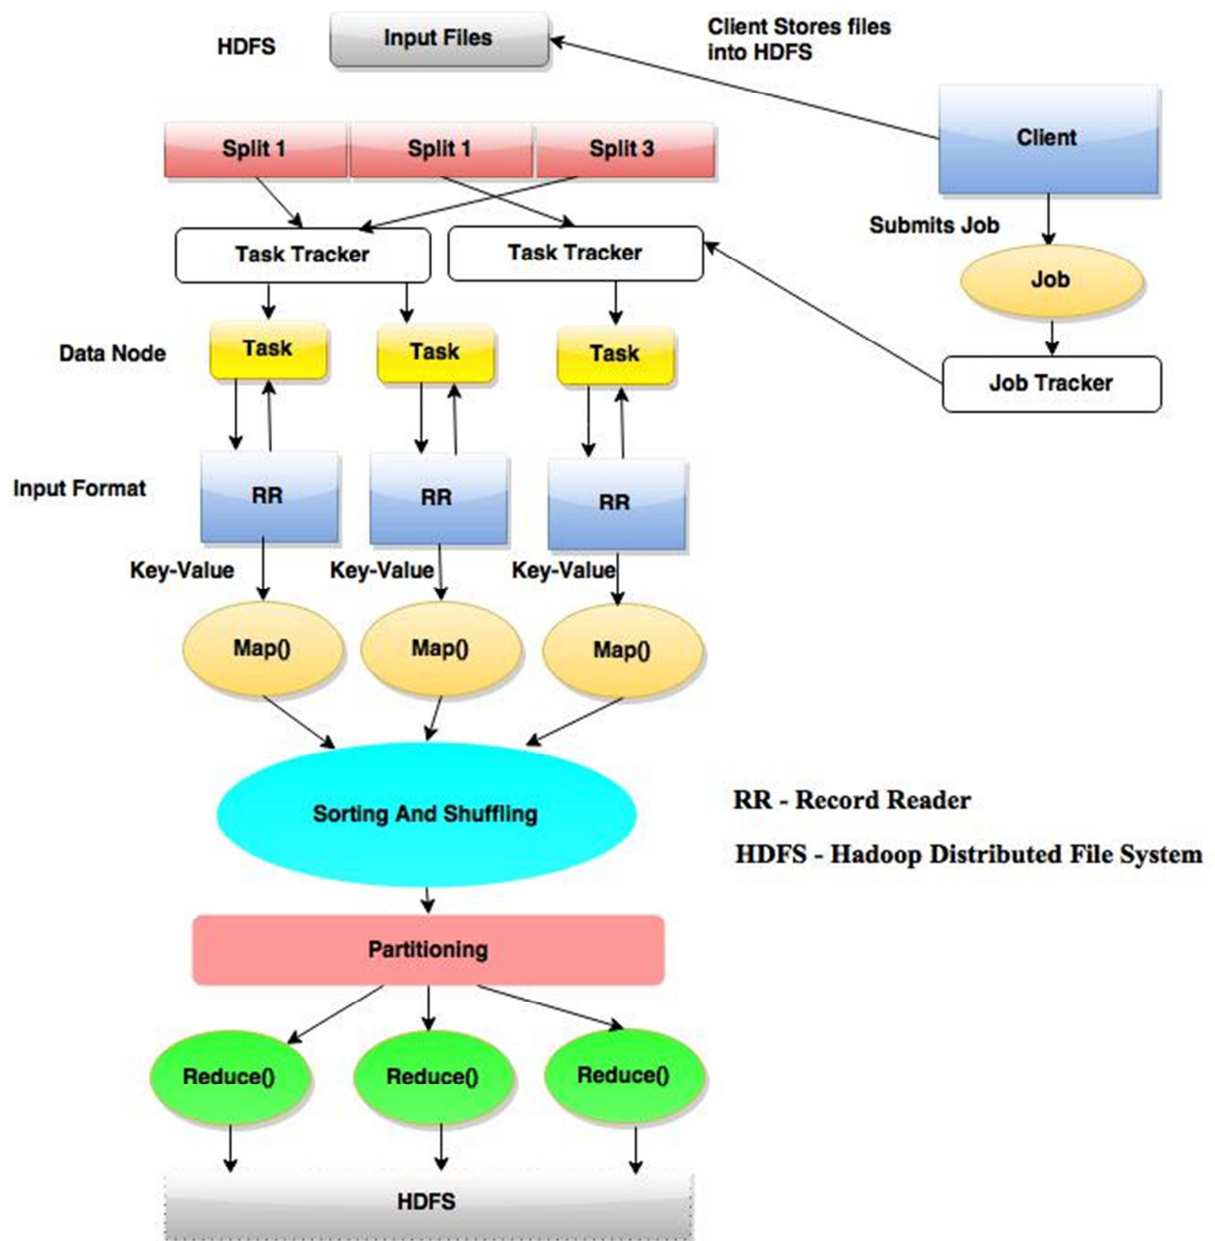 HDFS
Input Files
Client Stores files
into HDFS
Client
Split 1
Split 1
Split 3
Submits Job
Task Tracker
Task Tracker
Job
Data Node
Task
Task
Task
Job Tracker
Input Format
RR
RR
RR
Key-Value
Key-Value
Key-Value
Map()
Map()
Map()
Sorting And Shuffling
RR - Record Reader
HDFS - Hadoop Distributed File System
Partitioning
Reduce()
Reduce()
Reduce()
HDFS